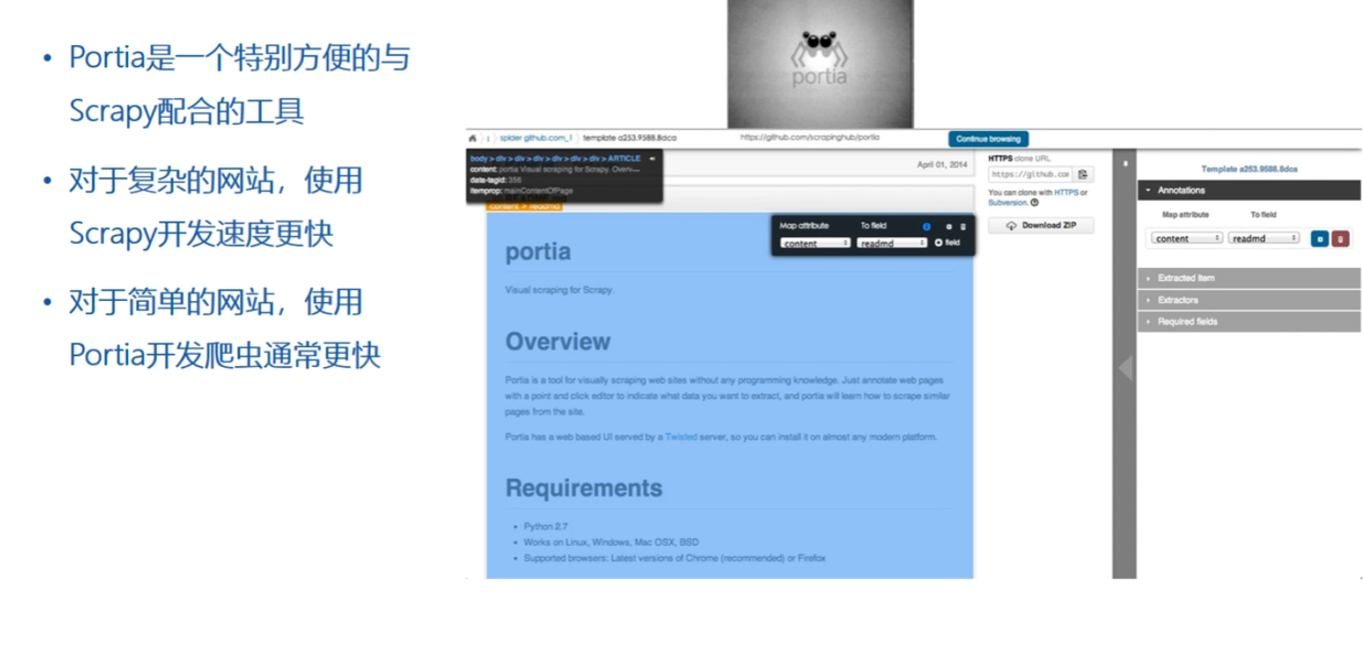 • Portia是一个特别方便的与
Scrapy配合的工具
• 对于复杂的网站，使用
Scrapy开发速度更快
• 对于简单的网站，使用
Portia开发爬虫通常更快
portia
spider github.com_1
template a253.9588.8dca
https://github.com/scrapinghub/portia
Continue browsing
body > div > div > div > div > div > div > ARTICLE
content: portia Visual scraping for Scrapy. Overv...
data-tagid: 356
itemprop: mainContentOfPage
content > readmd
April 01, 2014
Map attribute To field
content readmd field
portia
Visual scraping for Scrapy.
Overview
Portia is a tool for visually scraping web sites without any programming knowledge. Just annotate web pages
with a point and click editor to indicate what data you want to extract, and portia will learn how to scrape similar
pages from the site.
Portia has a web based UI served by a Twisted server, so you can install it on almost any modern platform.
Requirements
• Python 2.7
• Works on Linux, Windows, Mac OSX, BSD
• Supported browsers: Latest versions of Chrome (recommended) or Firefox
HTTPS clone URL
https://github.com
You can clone with HTTPS or
Subversion.
Download ZIP
Template a253.9588.8dca
Annotations
Map attribute To field
content readmd
Extracted item
Extractors
Required fields